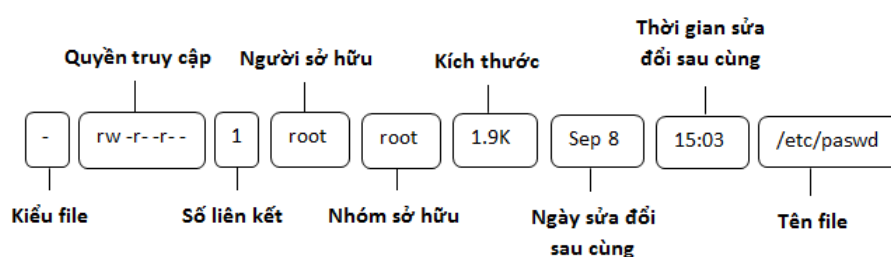 Thời gian sửa
đổi sau cùng
Quyền truy cập
Người sở hữu
Kích thước
-
rw -r- -r- -
1
root
root
1.9K
Sep 8
15:03
/etc/paswd
Kiểu file
Số liên kết
Nhóm sở hữu
Ngày sửa đổi
sau cùng
Tên file